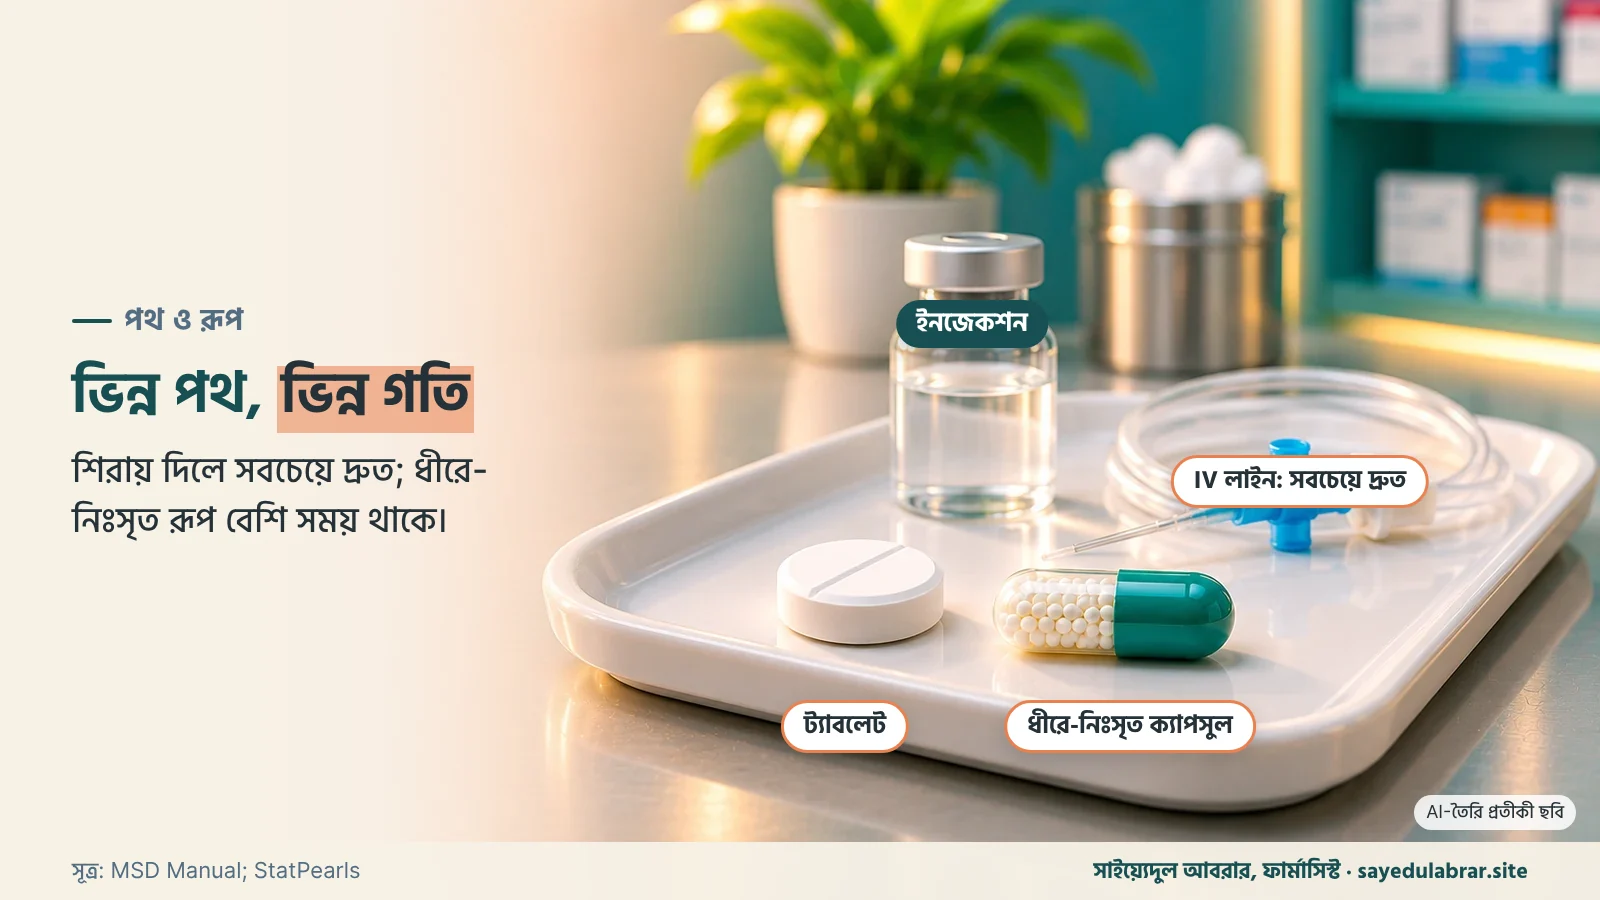 পথ ও রূপ
ভিন্ন পথ, ভিন্ন গতি
শিরায় দিলে সবচেয়ে দ্রুত; ধীরে-
নিঃসৃত রূপ বেশি সময় থাকে।
ইনজেকশন
IV লাইন: সবচেয়ে দ্রুত
ট্যাবলেট
ধীরে-নিঃসৃত ক্যাপসুল
AI-তৈরি প্রতীকী ছবি
সূত্র: MSD Manual; StatPearls
সাইয়্যেদুল আবরার, ফার্মাসিস্ট · sayedulabrar.site